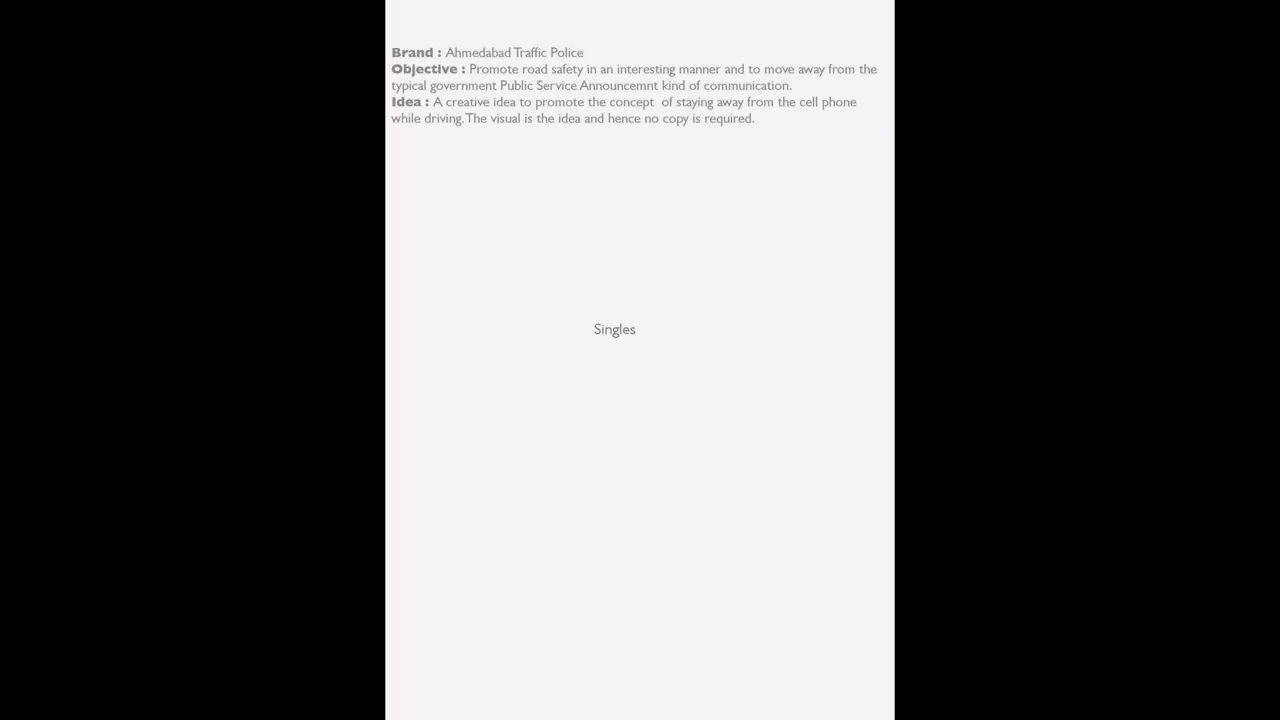 Brand : Ahmedabad Traffic Police
Objective : Promote road safety in an interesting manner and to move away from the
typical government Public Service Announcemnt kind of communication.
Idea : A creative idea to promote the concept  of staying away from the cell phone
while driving. The visual is the idea and hence no copy is required.
Singles